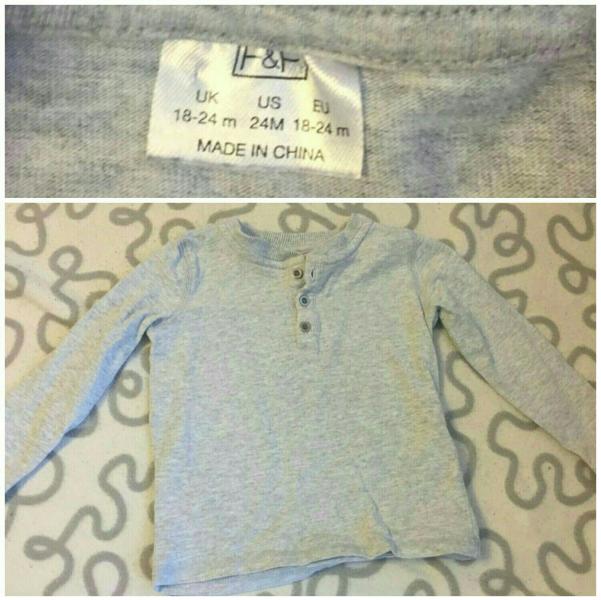 F&F
UK US EU
18-24 m 24M 18-24 m
MADE IN CHINA